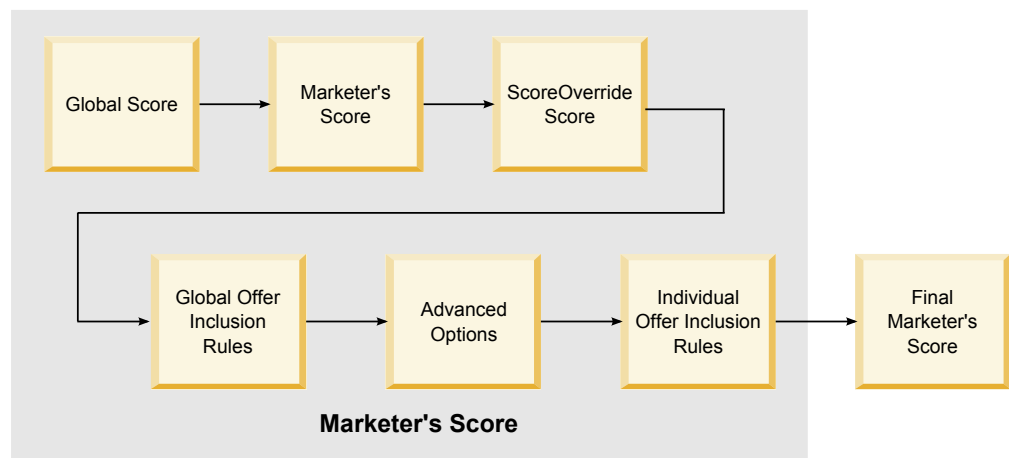 Global Score
Marketer's
Score
ScoreOverride
Score
Global Offer
Inclusion
Rules
Advanced
Options
Individual
Offer Inclusion
Rules
Final
Marketer's
Score
Marketer's Score